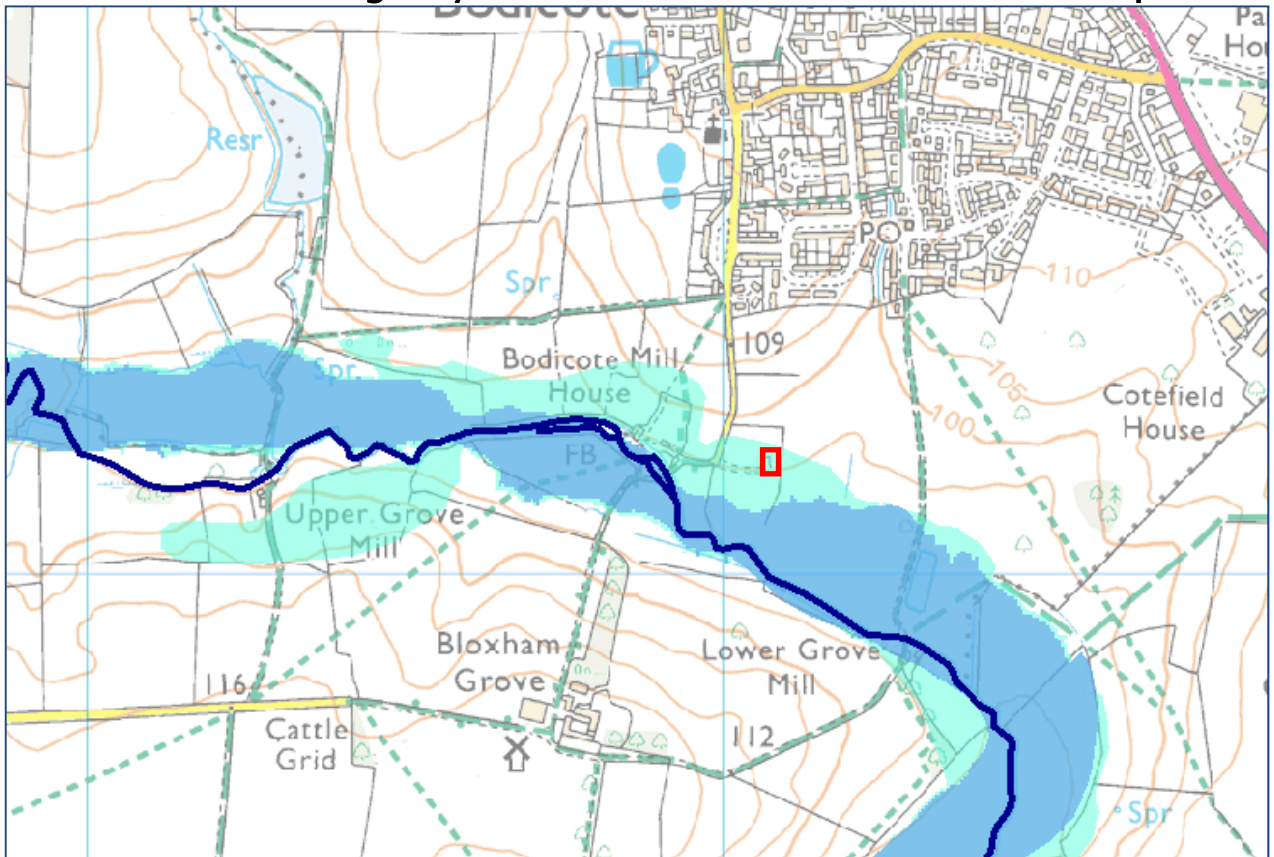 Bodicote
Pa
Hou
Resr
PC
110
Spr
109
Bodicote Mill
House
Spr
105
Cotefield
House
100
FB
Upper Grove
Mill
Bloxham
Grove
Lower Grove
Mill
116
Cattle
Grid
112
Spr